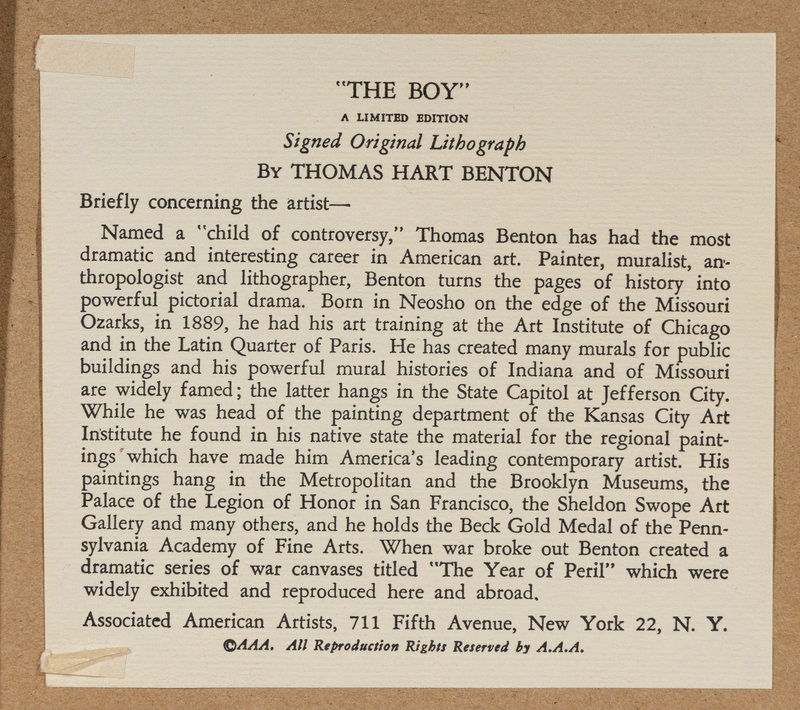 "THE BOY"
A LIMITED EDITION
Signed Original Lithograph
By THOMAS HART BENTON
Briefly concerning the artist—
Named a "child of controversy," Thomas Benton has had the most
dramatic and interesting career in American art. Painter, muralist, an-
thropologist and lithographer, Benton turns the pages of history into
powerful pictorial drama. Born in Neosho on the edge of the Missouri
Ozarks, in 1889, he had his art training at the Art Institute of Chicago
and in the Latin Quarter of Paris. He has created many murals for public
buildings and his powerful mural histories of Indiana and of Missouri
are widely famed; the latter hangs in the State Capitol at Jefferson City.
While he was head of the painting department of the Kansas City Art
Institute he found in his native state the material for the regional paint-
ings which have made him America's leading contemporary artist. His
paintings hang in the Metropolitan and the Brooklyn Museums, the
Palace of the Legion of Honor in San Francisco, the Sheldon Swope Art
Gallery and many others, and he holds the Beck Gold Medal of the Penn-
sylvania Academy of Fine Arts. When war broke out Benton created a
dramatic series of war canvases titled "The Year of Peril" which were
widely exhibited and reproduced here and abroad.
Associated American Artists, 711 Fifth Avenue, New York 22, N. Y.
©AAA. All Reproduction Rights Reserved by A.A.A.